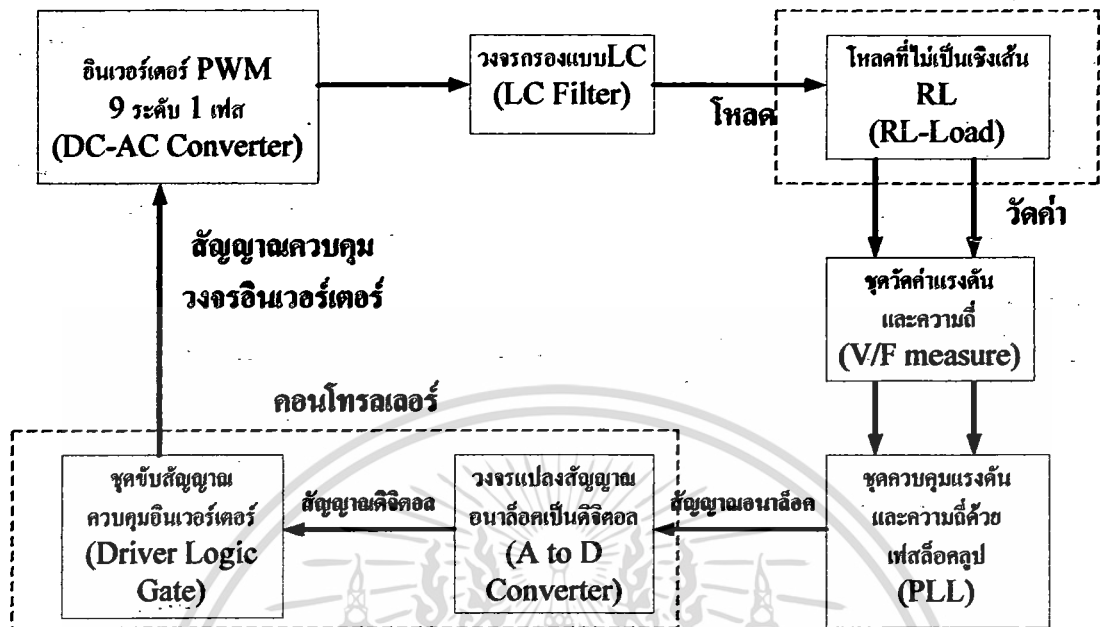 อินเวอร์เตอร์ PWM
9 ระดับ 1 เฟส
(DC-AC Converter)
วงจรกรองแบบLC
(LC Filter)
โหลด
โหลดที่ไม่เป็นเชิงเส้น
RL
(RL-Load)
วัดค่า
สัญญาณควบคุม
วงจรอินเวอร์เตอร์
ชุดวัดค่าแรงดัน
และความถี่
(V/F measure)
คอนโทรลเลอร์
ชุดขับสัญญาณ
ควบคุมอินเวอร์เตอร์
(Driver Logic
Gate)
สัญญาณดิจิตอล
วงจรแปลงสัญญาณ
อนาล็อคเป็นดิจิตอล
(A to D
Converter)
สัญญาณอนาล็อค
ชุดควบคุมแรงดัน
และความถี่ด้วย
เฟสล็อคลูป
(PLL)